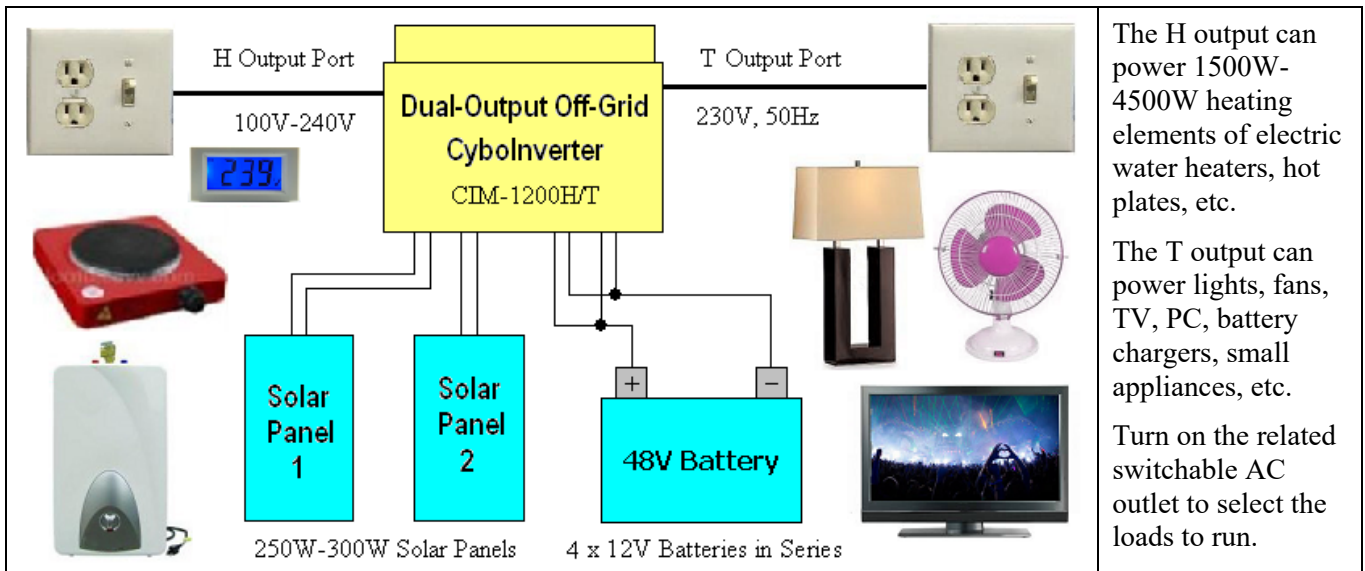 H Output Port
100V-240V
239
Dual-Output Off-Grid
CyboInverter
CIM-1200H/T
T Output Port
230V, 50Hz
Solar
Panel
1
Solar
Panel
2
+
−
48V Battery
250W-300W Solar Panels
4 x 12V Batteries in Series
The H output can
power 1500W-
4500W heating
elements of electric
water heaters, hot
plates, etc.
The T output can
power lights, fans,
TV, PC, battery
chargers, small
appliances, etc.
Turn on the related
switchable AC
outlet to select the
loads to run.